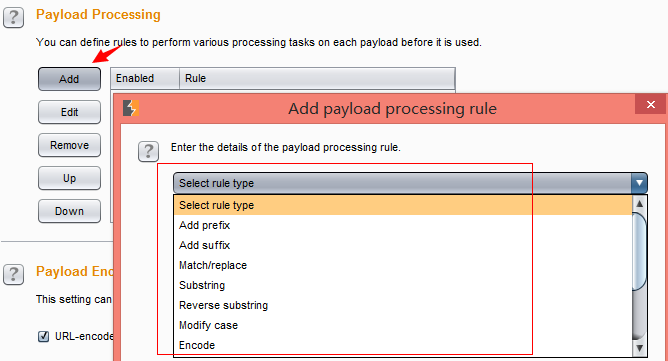 ? Payload Processing
You can define rules to perform various processing tasks on each payload before it is used.
Add
Enabled Rule
Edit
Remove
Up
Down
Add payload processing rule
×
? Enter the details of the payload processing rule.
Select rule type
Select rule type
Add prefix
Add suffix
Match/replace
Substring
Reverse substring
Modify case
Encode
? Payload Enc
This setting can
URL-encode